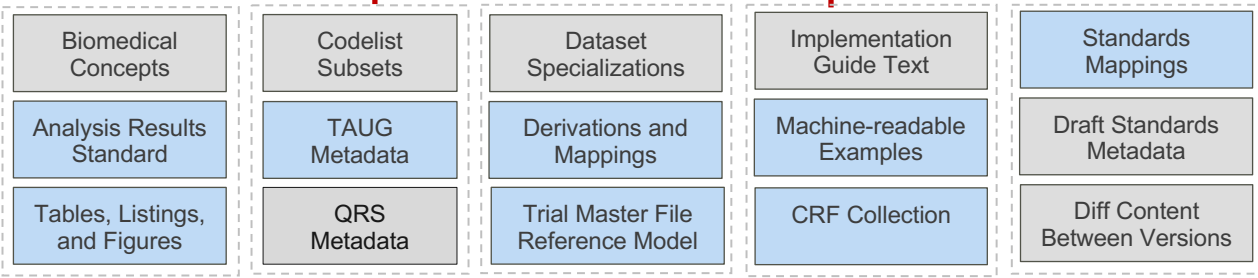 Biomedical
Concepts
Analysis Results
Standard
Tables, Listings,
and Figures
Codelist
Subsets
TAUG
Metadata
QRS
Metadata
Dataset
Specializations
Derivations and
Mappings
Trial Master File
Reference Model
Implementation
Guide Text
Machine-readable
Examples
CRF Collection
Standards
Mappings
Draft Standards
Metadata
Diff Content
Between Versions